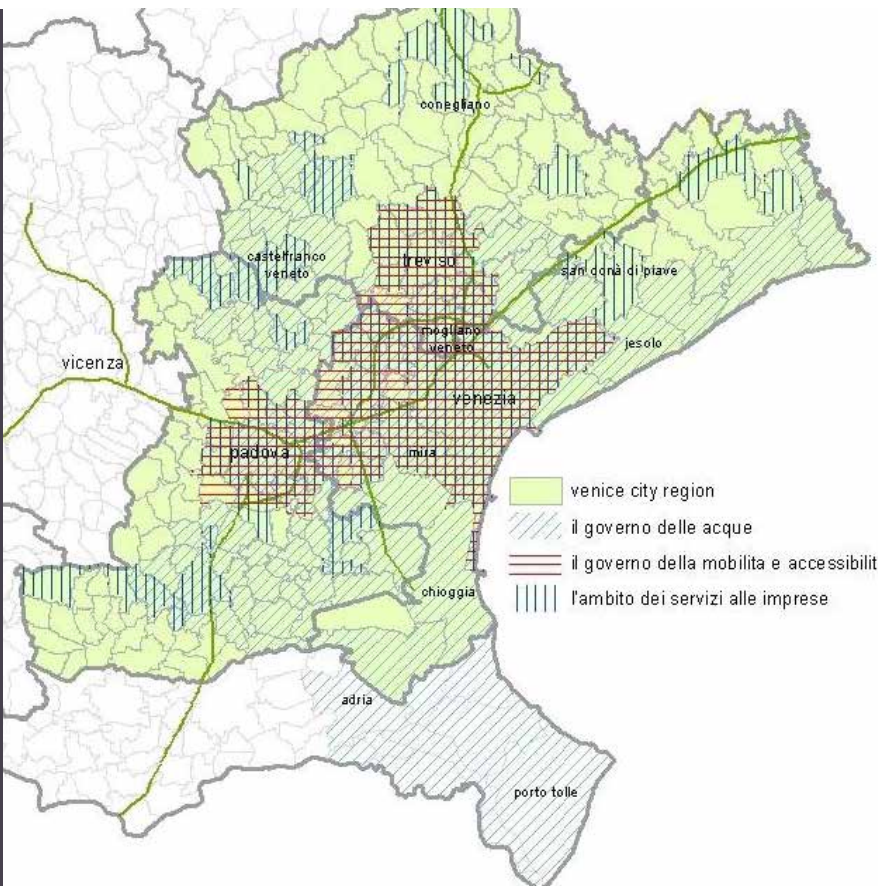 conegliano
castelfranco
veneto
treviso
san donà di piave
mogliano
veneto
jesolo
vicenza
venezia
padova
mira
venice city region
il governo delle acque
il governo della mobilita e accessibilit
chioggia
l'ambito dei servizi alle imprese
adria
porto tolle